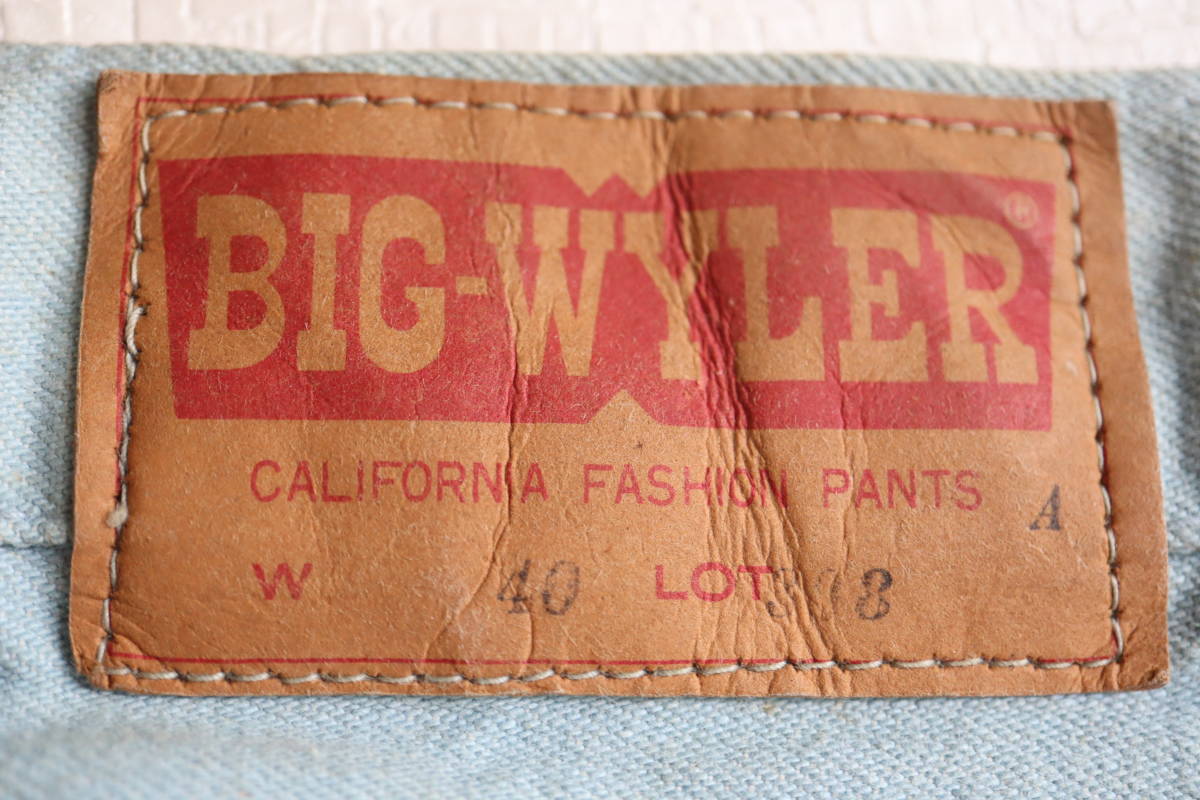 BIG-WYLER®
CALIFORNIA FASHION PANTS
A
W 40 LOT